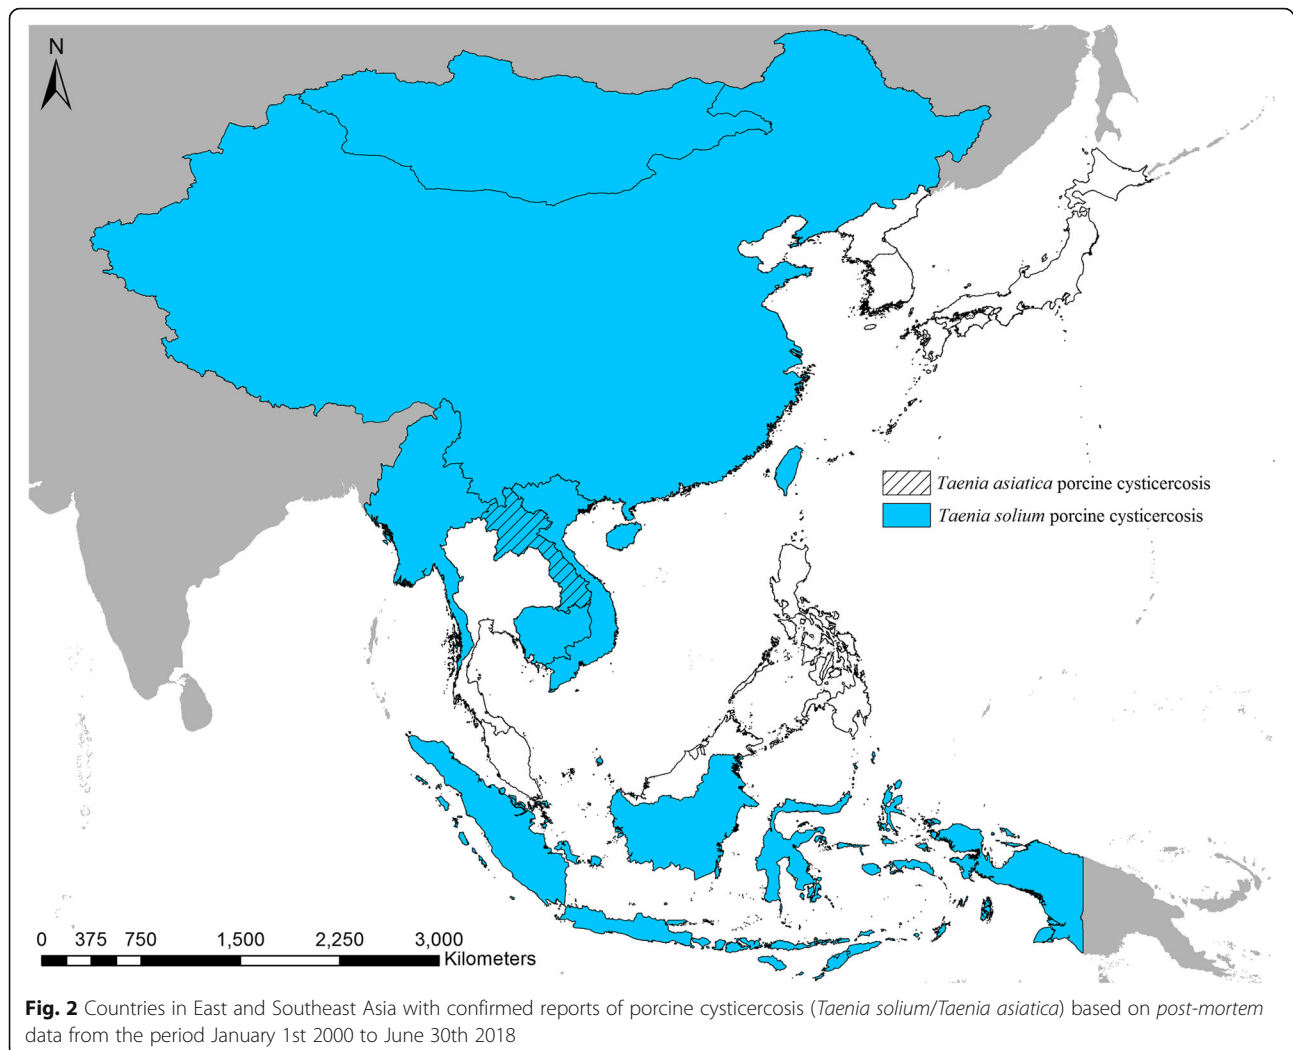 N
Taenia asiatica porcine cysticercosis
Taenia solium porcine cysticercosis
0 375 750 1,500 2,250 3,000
Kilometers
Fig. 2 Countries in East and Southeast Asia with confirmed reports of porcine cysticercosis (Taenia solium/Taenia asiatica) based on post-mortem
data from the period January 1st 2000 to June 30th 2018